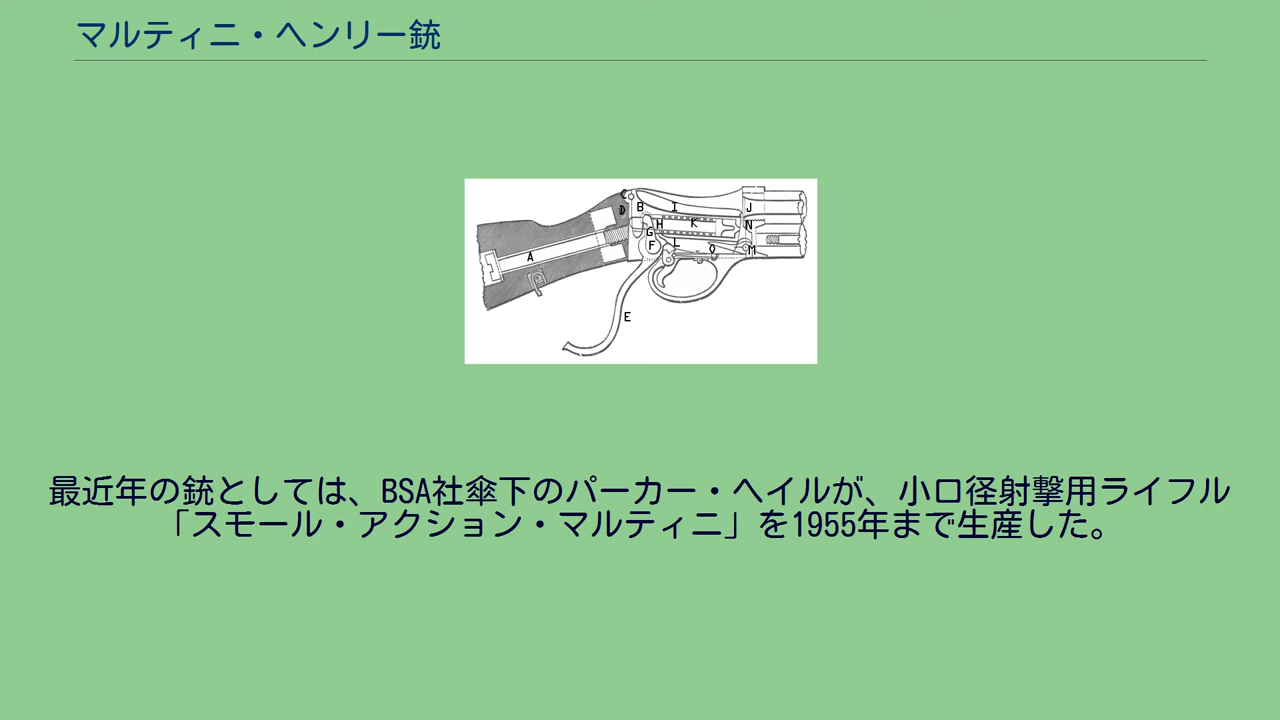 マルティニ・ヘンリー銃
C
D
B
I
J
H
K
N
G
F
L
O
M
A
E
最近年の銃としては、BSA社傘下のパーカー・ヘイルが、小口径射撃用ライフル
「スモール・アクション・マルティニ」を1955年まで生産した。